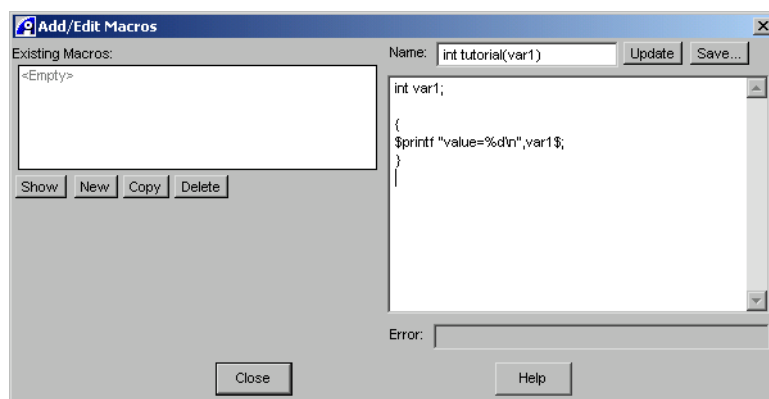 Add/Edit Macros
Existing Macros:
<Empty>
Show New Copy Delete
Name: int tutorial(var1) Update Save...
int var1;
{
$printf "value=%d\n",var1$;
}
Error:
Close Help